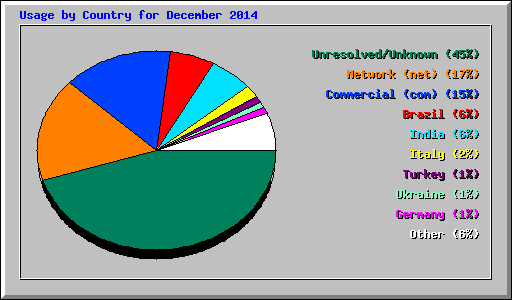 Usage by Country for December 2014
Unresolved/Unknown (45%)
Network (net) (17%)
Commercial (com) (15%)
Brazil (6%)
India (6%)
Italy (2%)
Turkey (1%)
Ukraine (1%)
Germany (1%)
Other (6%)